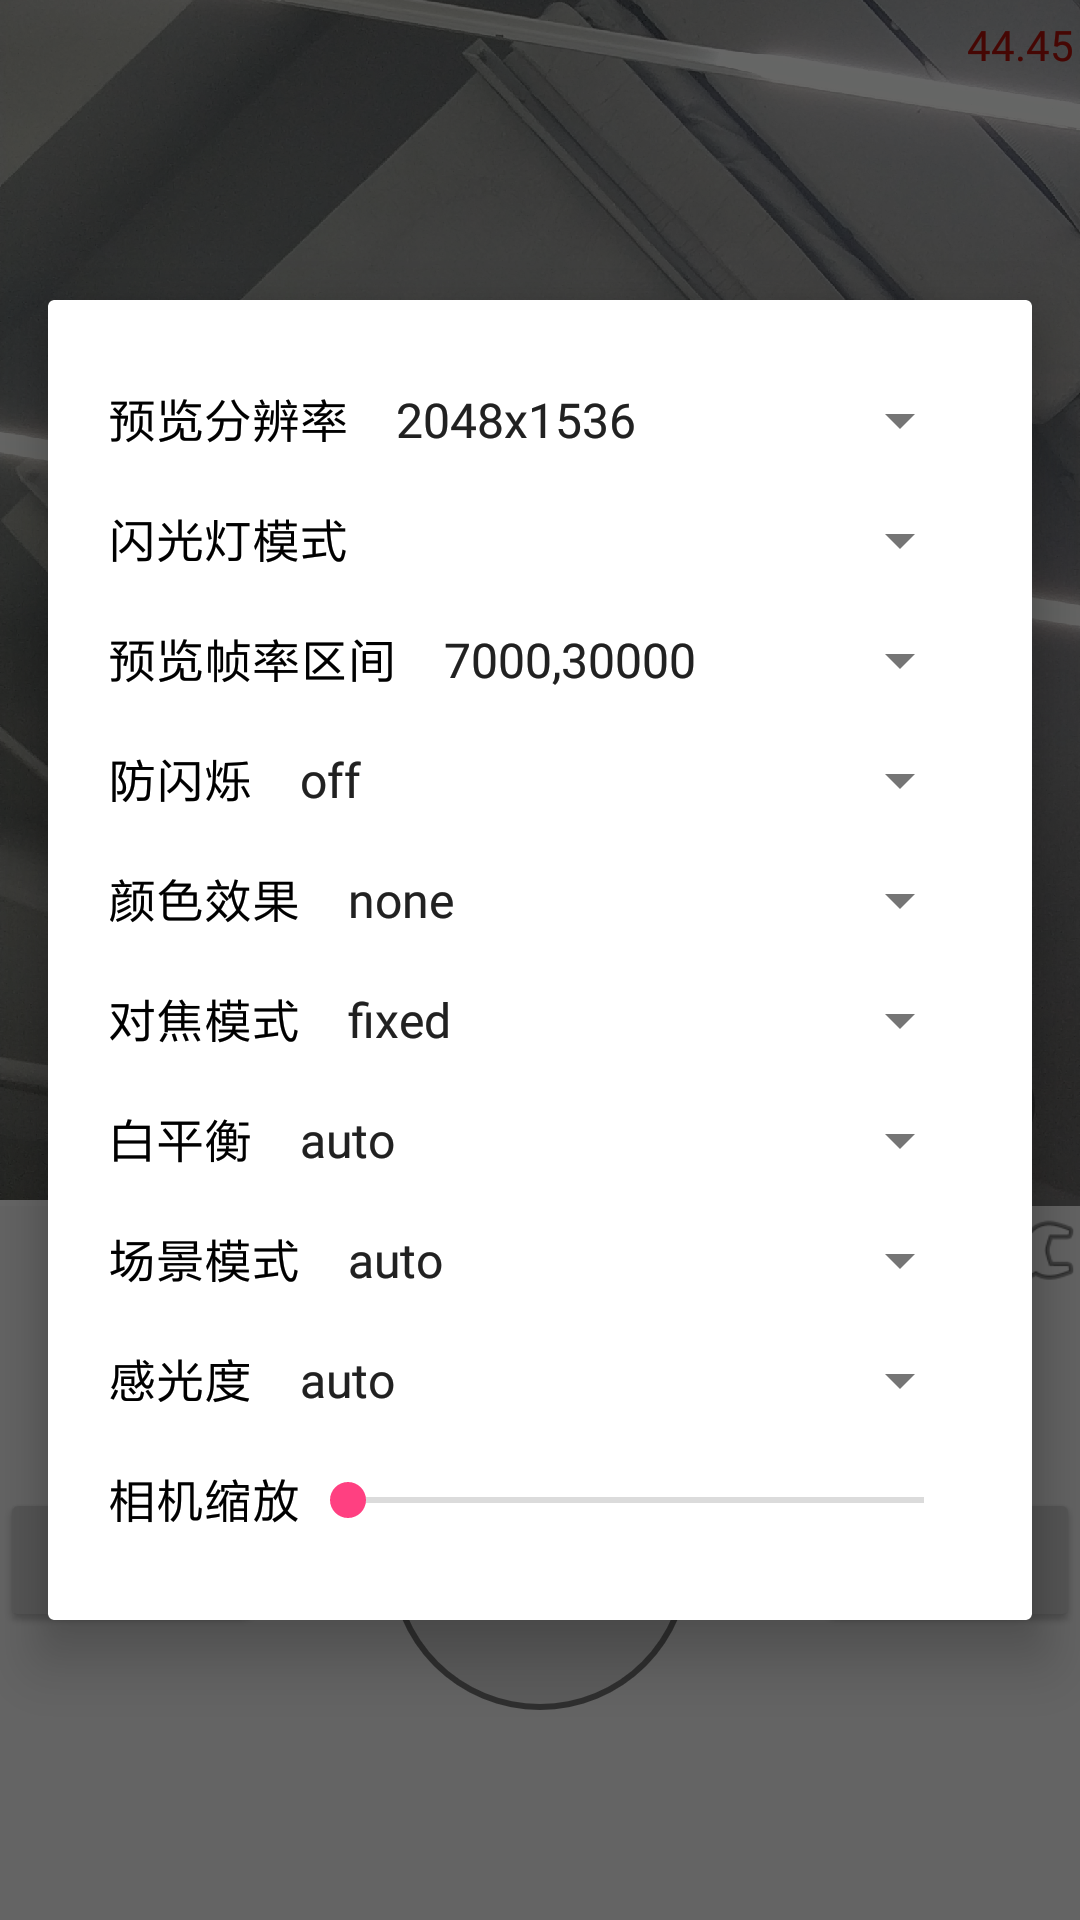 44.45
预览分辨率 2048x1536
闪光灯模式
预览帧率区间 7000,30000
防闪烁 off
颜色效果 none
对焦模式 fixed
白平衡 auto
场景模式 auto
感光度 auto
相机缩放